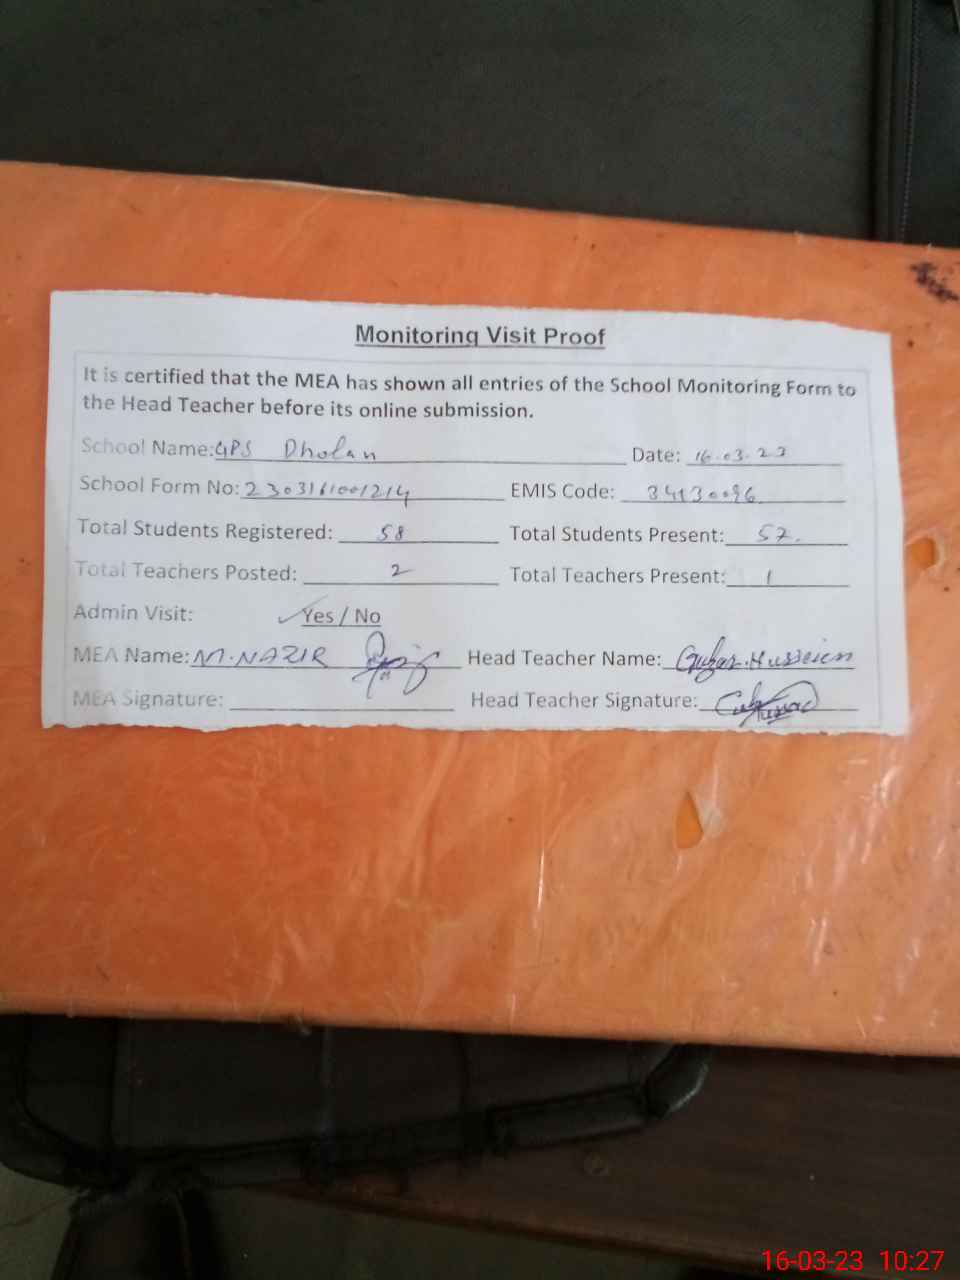 Monitoring Visit Proof
It is certified that the MEA has shown all entries of the School Monitoring Form to
the Head Teacher before its online submission.
School Name: GPS Dholan Date: 16.03.23
School Form No: 2303161001214 EMIS Code: 34130096
Total Students Registered: 58 Total Students Present: 57.
Total Teachers Posted: 2 Total Teachers Present: 1
Admin Visit: Yes / No
MEA Name: M.NAZIR Head Teacher Name: Hussein
MEA Signature: Head Teacher Signature:
16-03-23 10:27